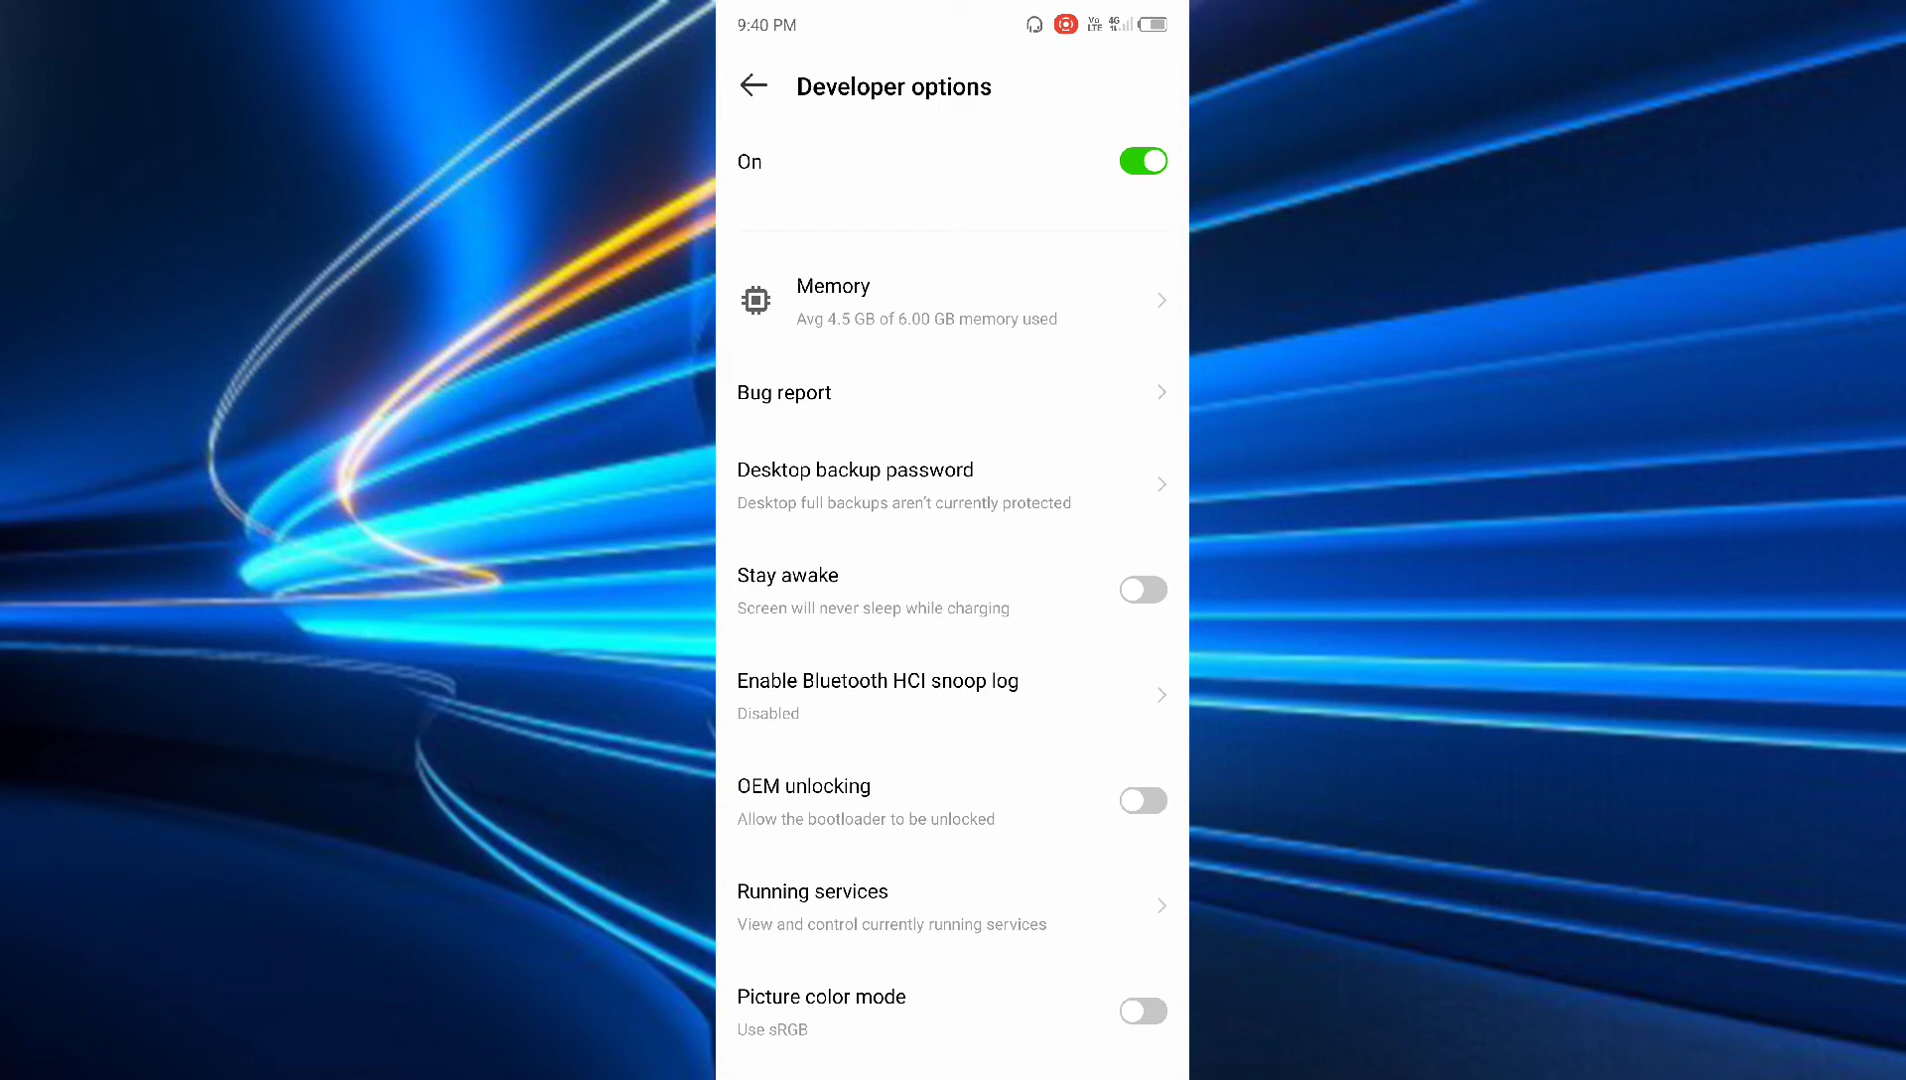 9:40 PM
Vo
LTE
4G
Developer options
On
Memory
Avg 4.5 GB of 6.00 GB memory used
Bug report
Desktop backup password
Desktop full backups aren't currently protected
Stay awake
Screen will never sleep while charging
Enable Bluetooth HCI snoop log
Disabled
OEM unlocking
Allow the bootloader to be unlocked
Running services
View and control currently running services
Picture color mode
Use sRGB